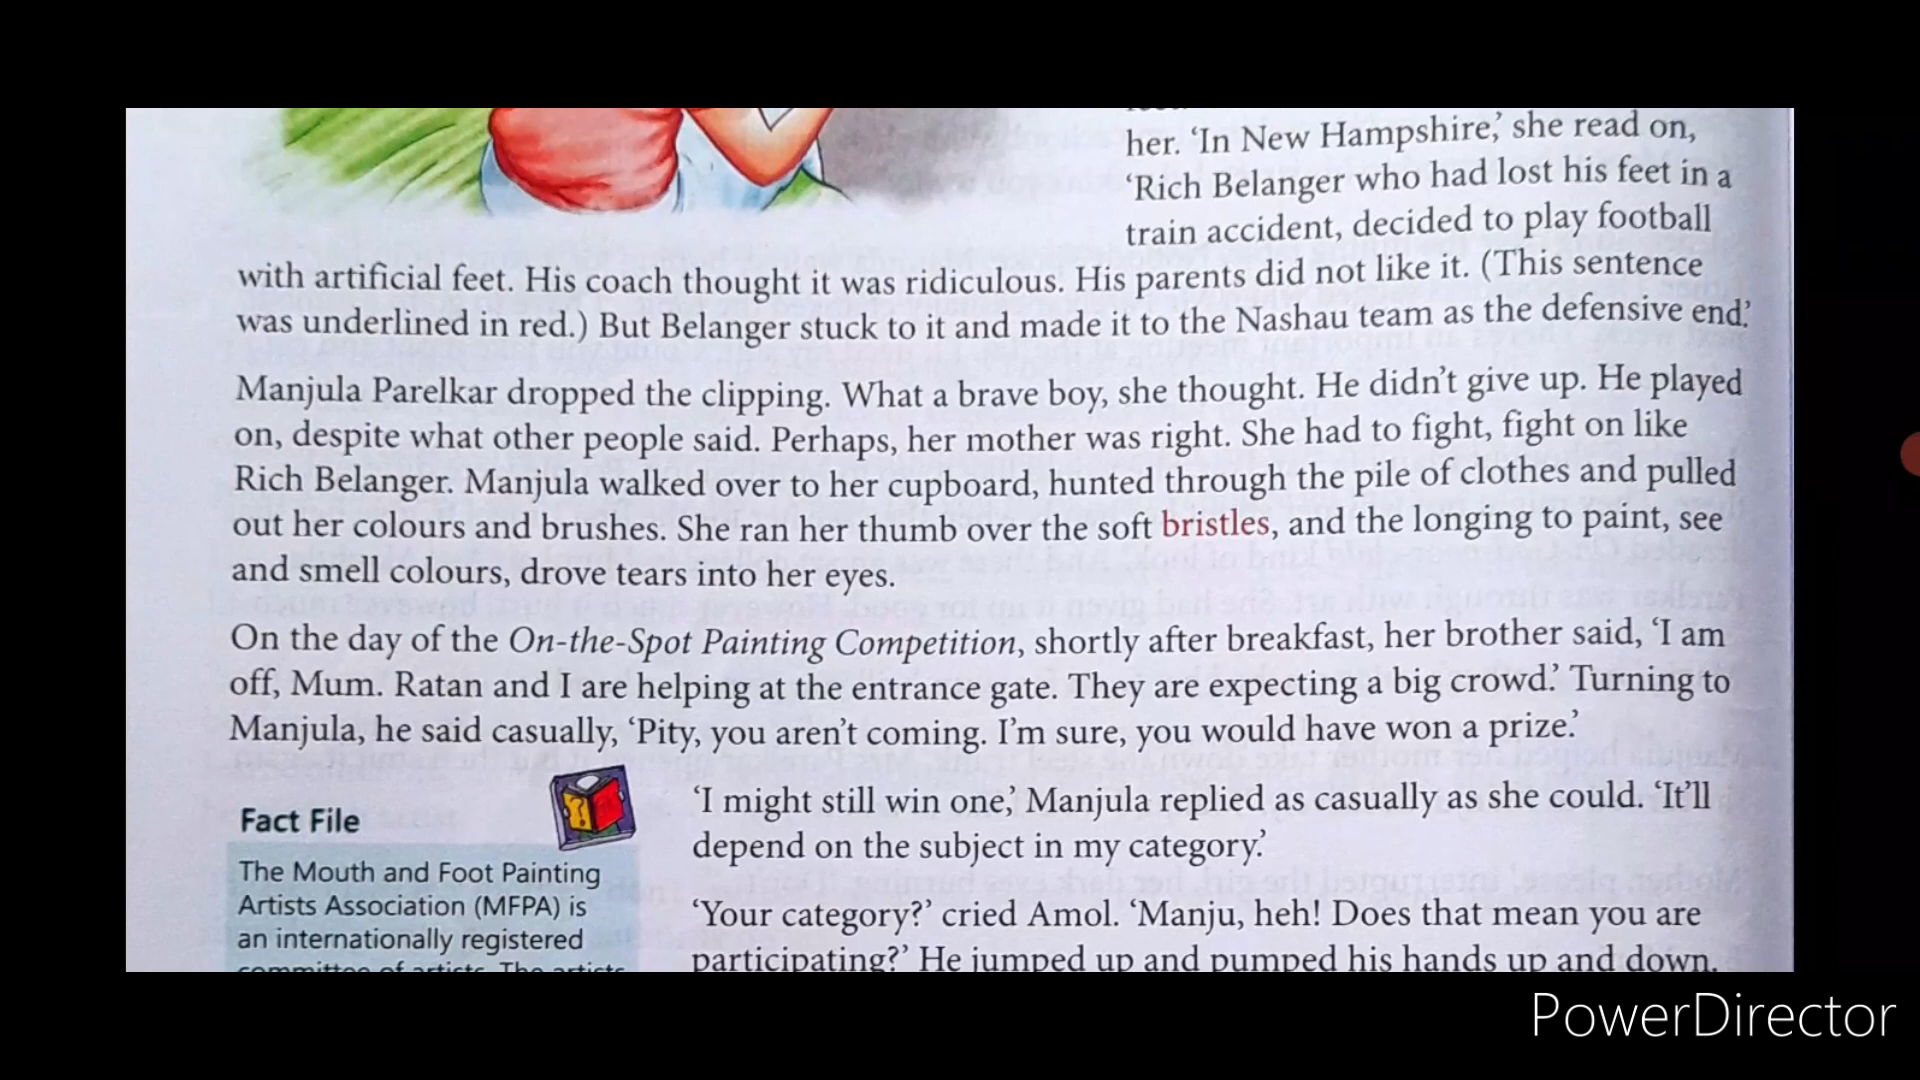 her. ‘In New Hampshire,’ she read on,
‘Rich Belanger who had lost his feet in a
train accident, decided to play football
with artificial feet. His coach thought it was ridiculous. His parents did not like it. (This sentence
was underlined in red.) But Belanger stuck to it and made it to the Nashau team as the defensive end.’
Manjula Parelkar dropped the clipping. What a brave boy, she thought. He didn’t give up. He played
on, despite what other people said. Perhaps, her mother was right. She had to fight, fight on like
Rich Belanger. Manjula walked over to her cupboard, hunted through the pile of clothes and pulled
out her colours and brushes. She ran her thumb over the soft bristles, and the longing to paint, see
and smell colours, drove tears into her eyes.
On the day of the On-the-Spot Painting Competition, shortly after breakfast, her brother said, ‘I am
off, Mum. Ratan and I are helping at the entrance gate. They are expecting a big crowd.’ Turning to
Manjula, he said casually, ‘Pity, you aren’t coming. I’m sure, you would have won a prize.’
‘I might still win one,’ Manjula replied as casually as she could. ‘It’ll
depend on the subject in my category.’
‘Your category?’ cried Amol. ‘Manju, heh! Does that mean you are
participating?’ He jumped up and pumped his hands up and down.
Fact File
The Mouth and Foot Painting
Artists Association (MFPA) is
an internationally registered
committee of artists. The artists
PowerDirector